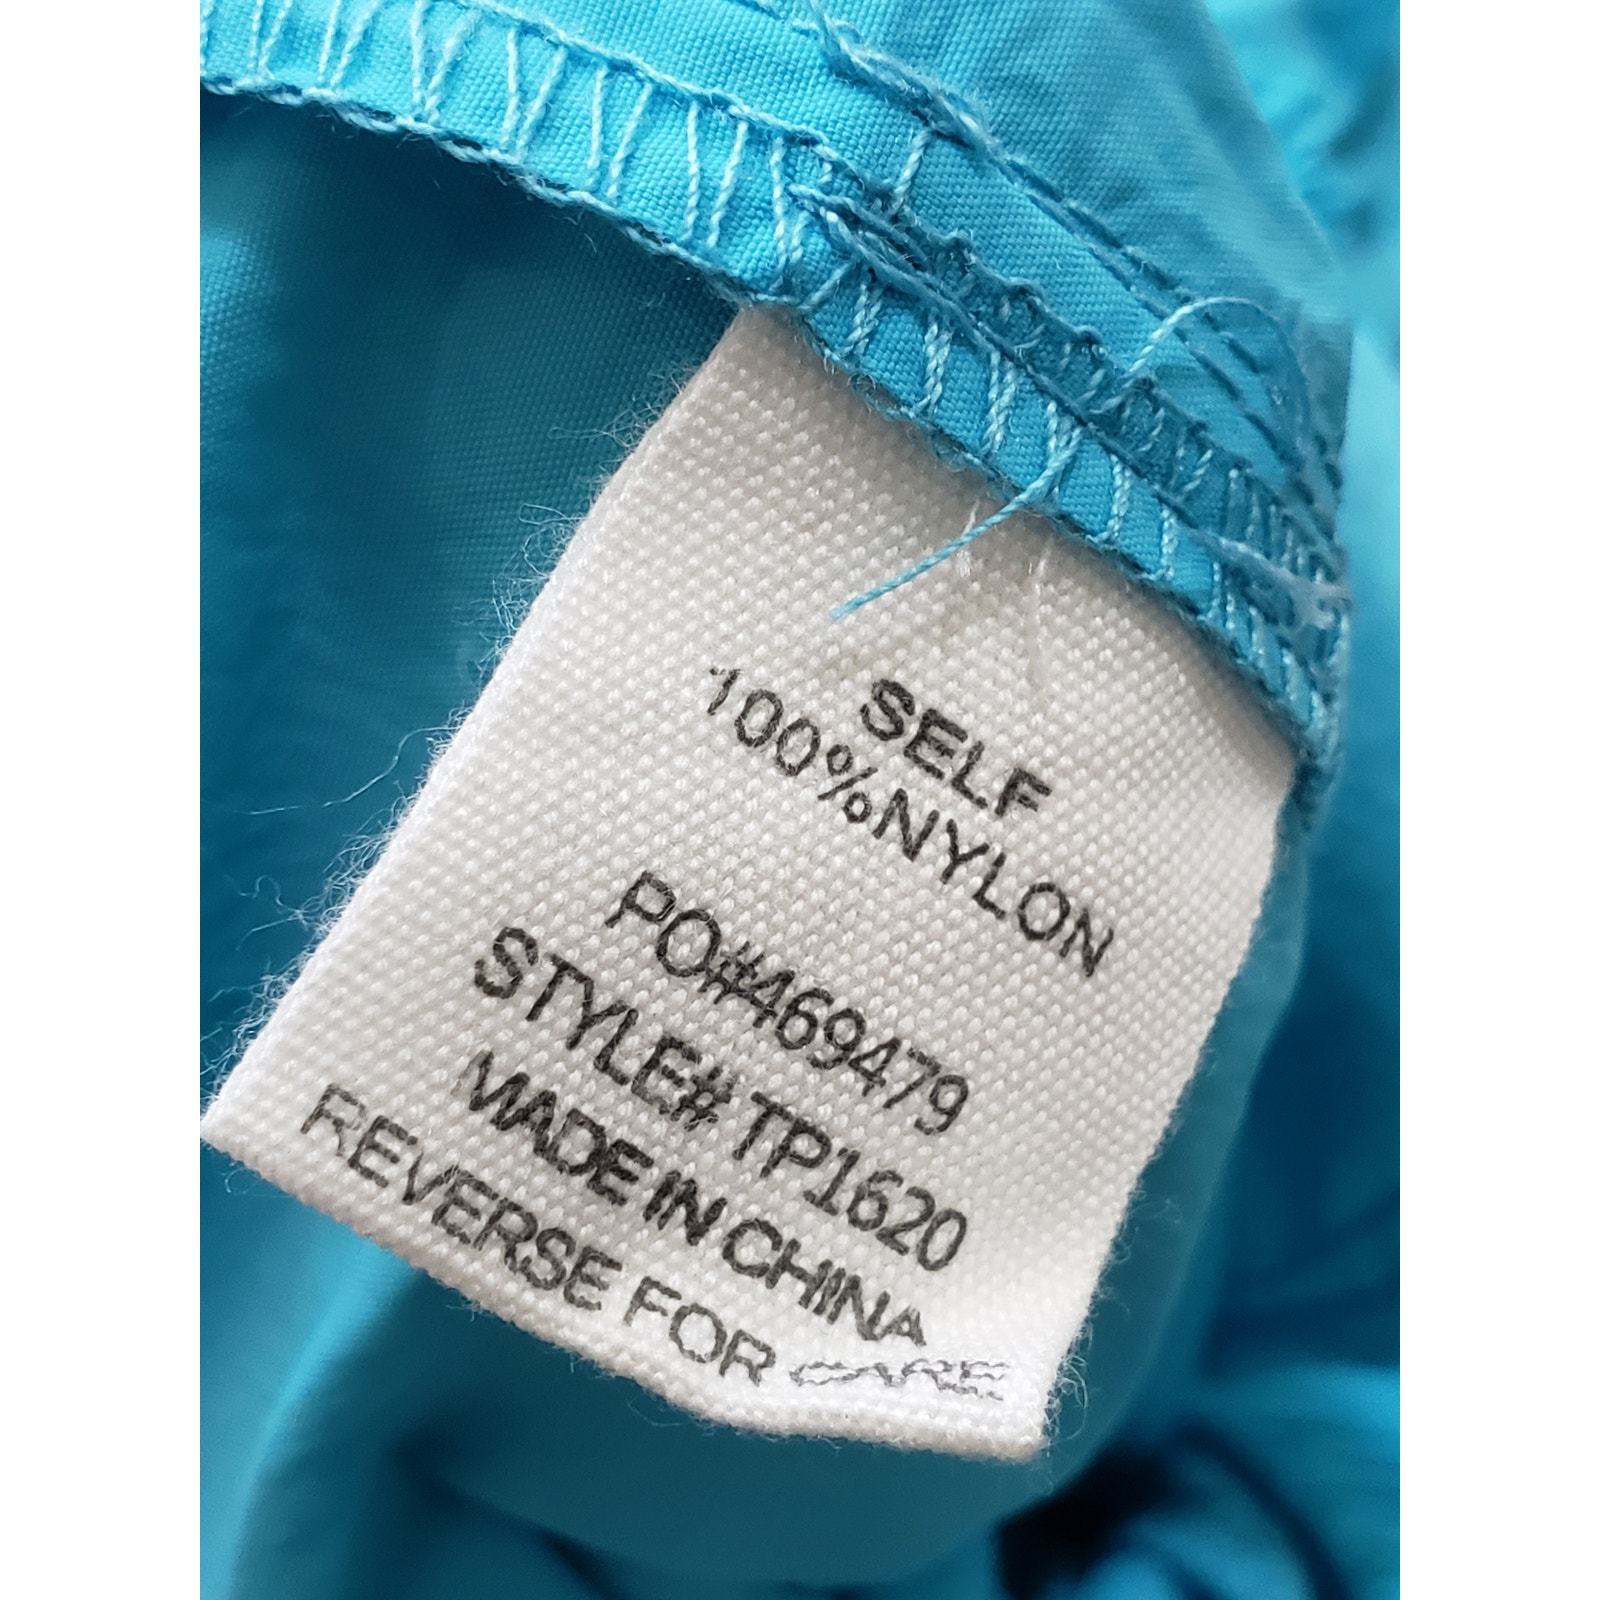 SELF
100%NYLON
PO#469479
STYLE# TP1620
MADE IN CHINA
REVERSE FOR CARE